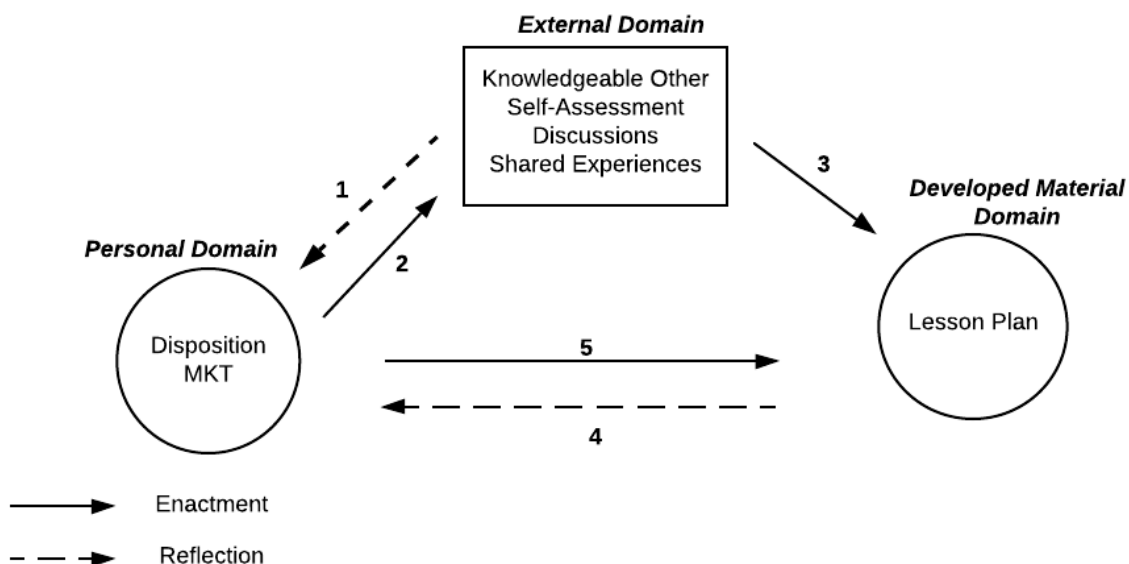 External Domain
Knowledgeable Other
Self-Assessment
Discussions
Shared Experiences
1
2
3
Developed Material
Domain
Personal Domain
Disposition
MKT
Lesson Plan
5
4
Enactment
Reflection